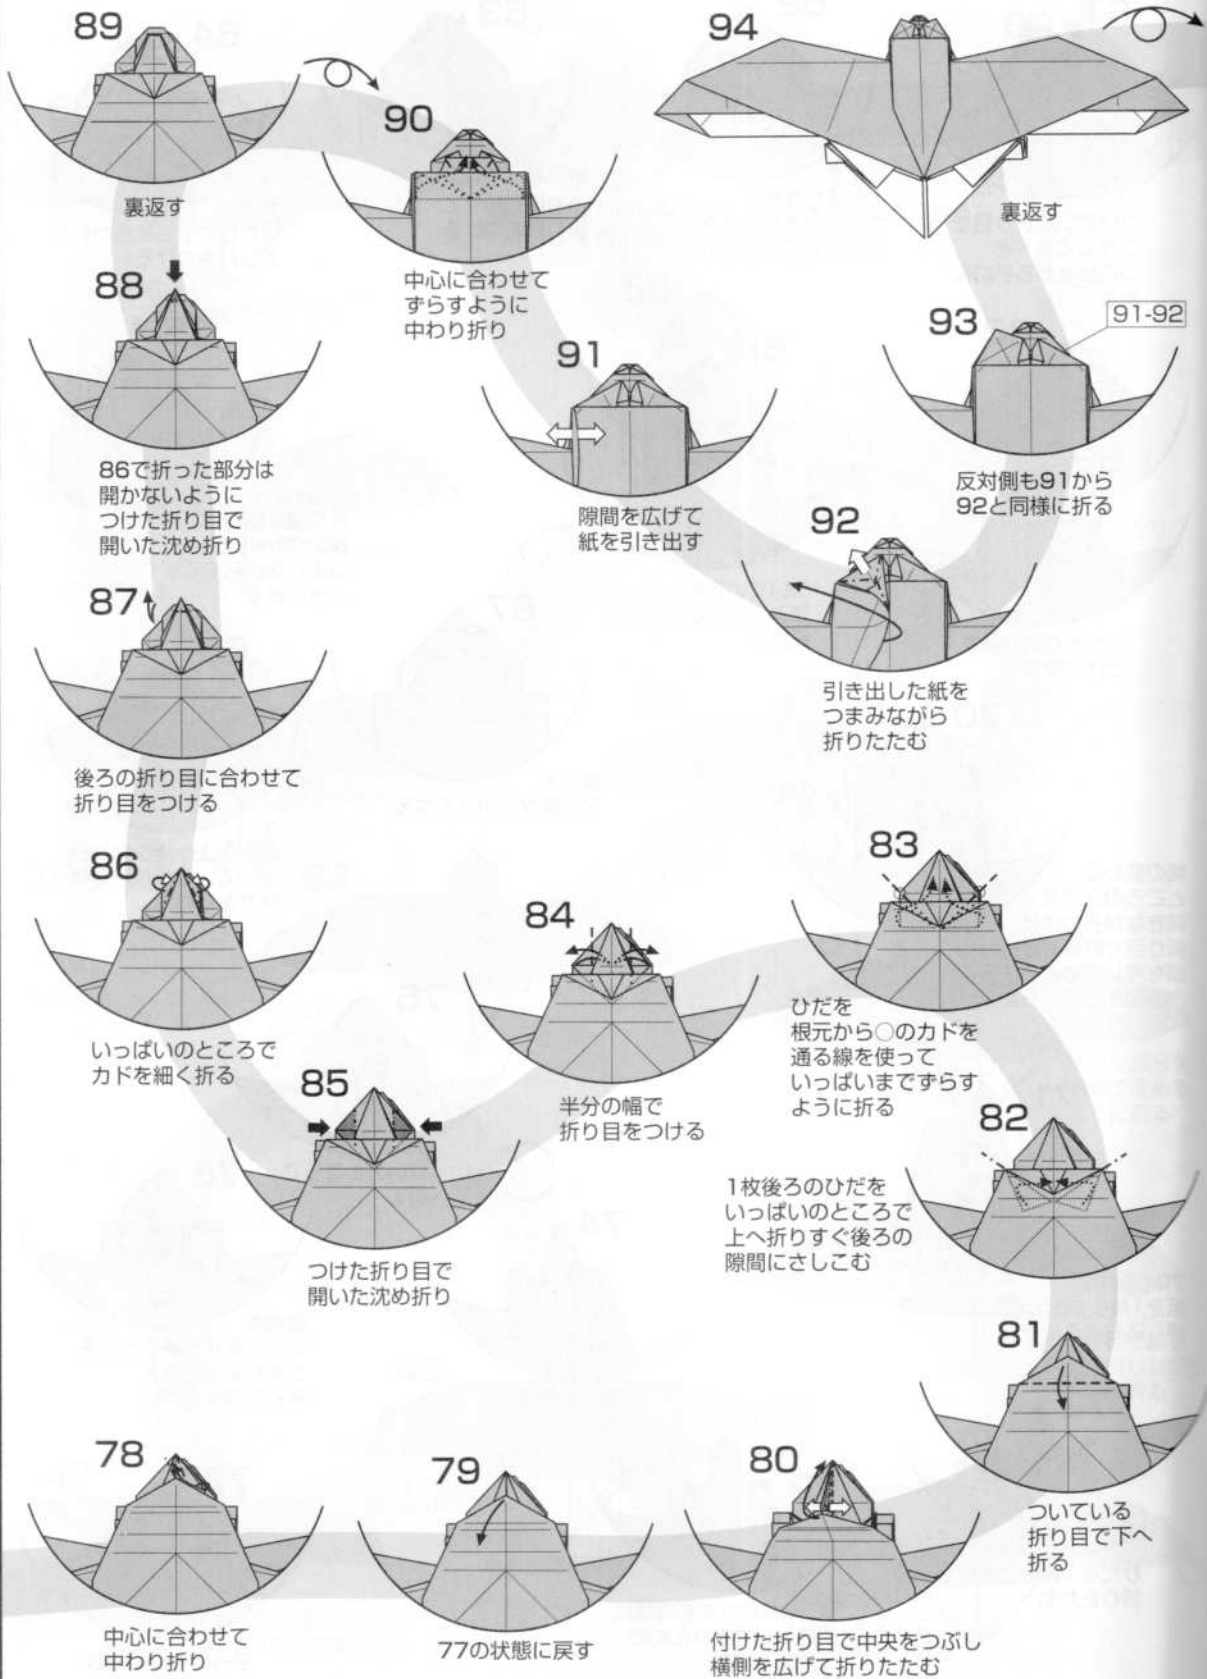 78
中心に合わせて
中わり折り
79
77の状態に戻す
80
付けた折り目で中央をつぶし
横側を広げて折りたたむ
81
ついている
折り目で下へ
折る
82
1枚後ろのひだを
いっぱいのところで
上へ折りすぐ後ろの
隙間にさしこむ
83
ひだを
根元から○のカドを
通る線を使って
いっぱいまでずらす
ように折る
84
半分の幅で
折り目をつける
85
つけた折り目で
開いた沈め折り
86
いっぱいのところで
カドを細く折る
87
後ろの折り目に合わせて
折り目をつける
88
86で折った部分は
開かないように
つけた折り目で
開いた沈め折り
89
裏返す
90
中心に合わせて
ずらすように
中わり折り
91
隙間を広げて
紙を引き出す
92
引き出した紙を
つまみながら
折りたたむ
93
91-92
反対側も91から
92と同様に折る
94
裏返す